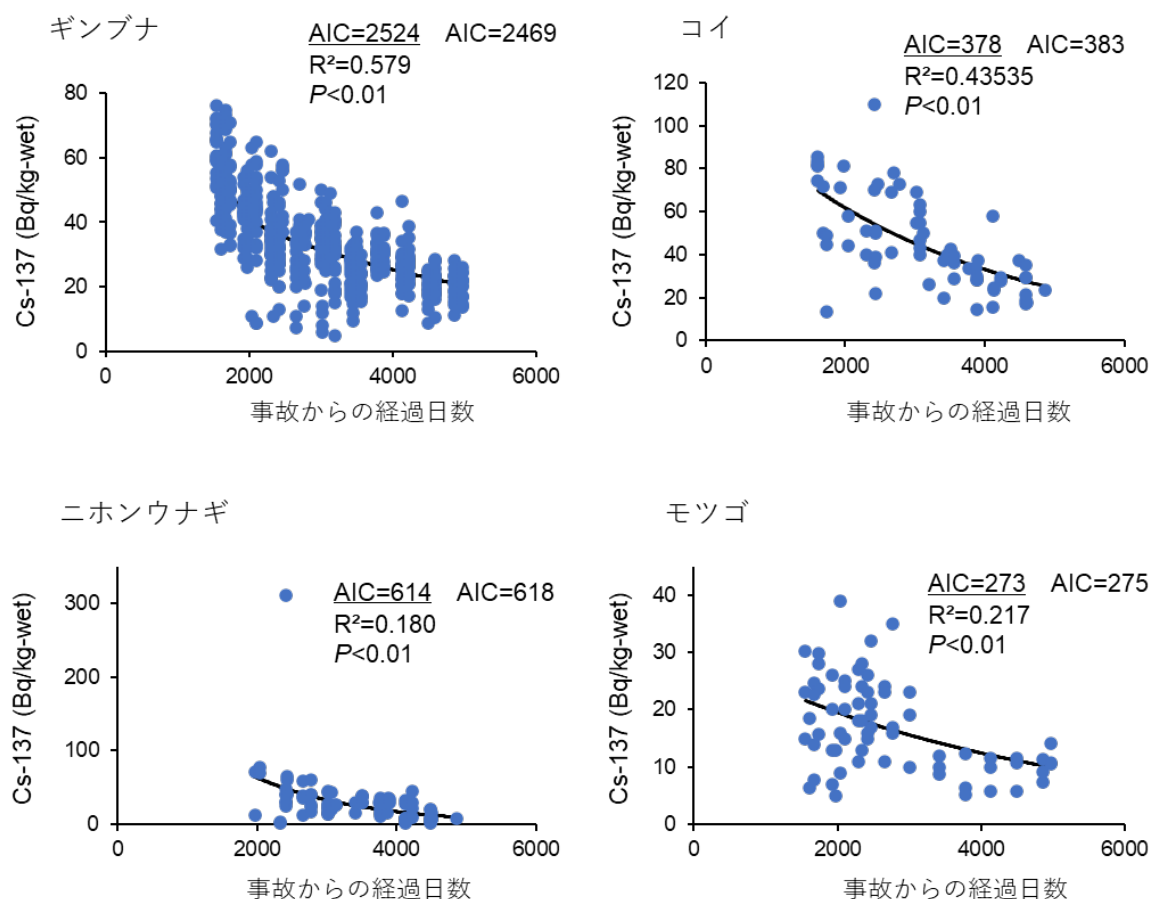 ギンブナ
AIC=2524 AIC=2469
R²=0.579
P<0.01
Cs-137 (Bq/kg-wet)
80
60
40
20
0
0 2000 4000 6000
事故からの経過日数
コイ
AIC=378 AIC=383
R²=0.43535
P<0.01
Cs-137 (Bq/kg-wet)
120
100
80
60
40
20
0
0 2000 4000 6000
事故からの経過日数
ニホンウナギ
AIC=614 AIC=618
R²=0.180
P<0.01
Cs-137 (Bq/kg-wet)
300
200
100
0
0 2000 4000 6000
事故からの経過日数
モツゴ
AIC=273 AIC=275
R²=0.217
P<0.01
Cs-137 (Bq/kg-wet)
40
30
20
10
0
0 2000 4000 6000
事故からの経過日数